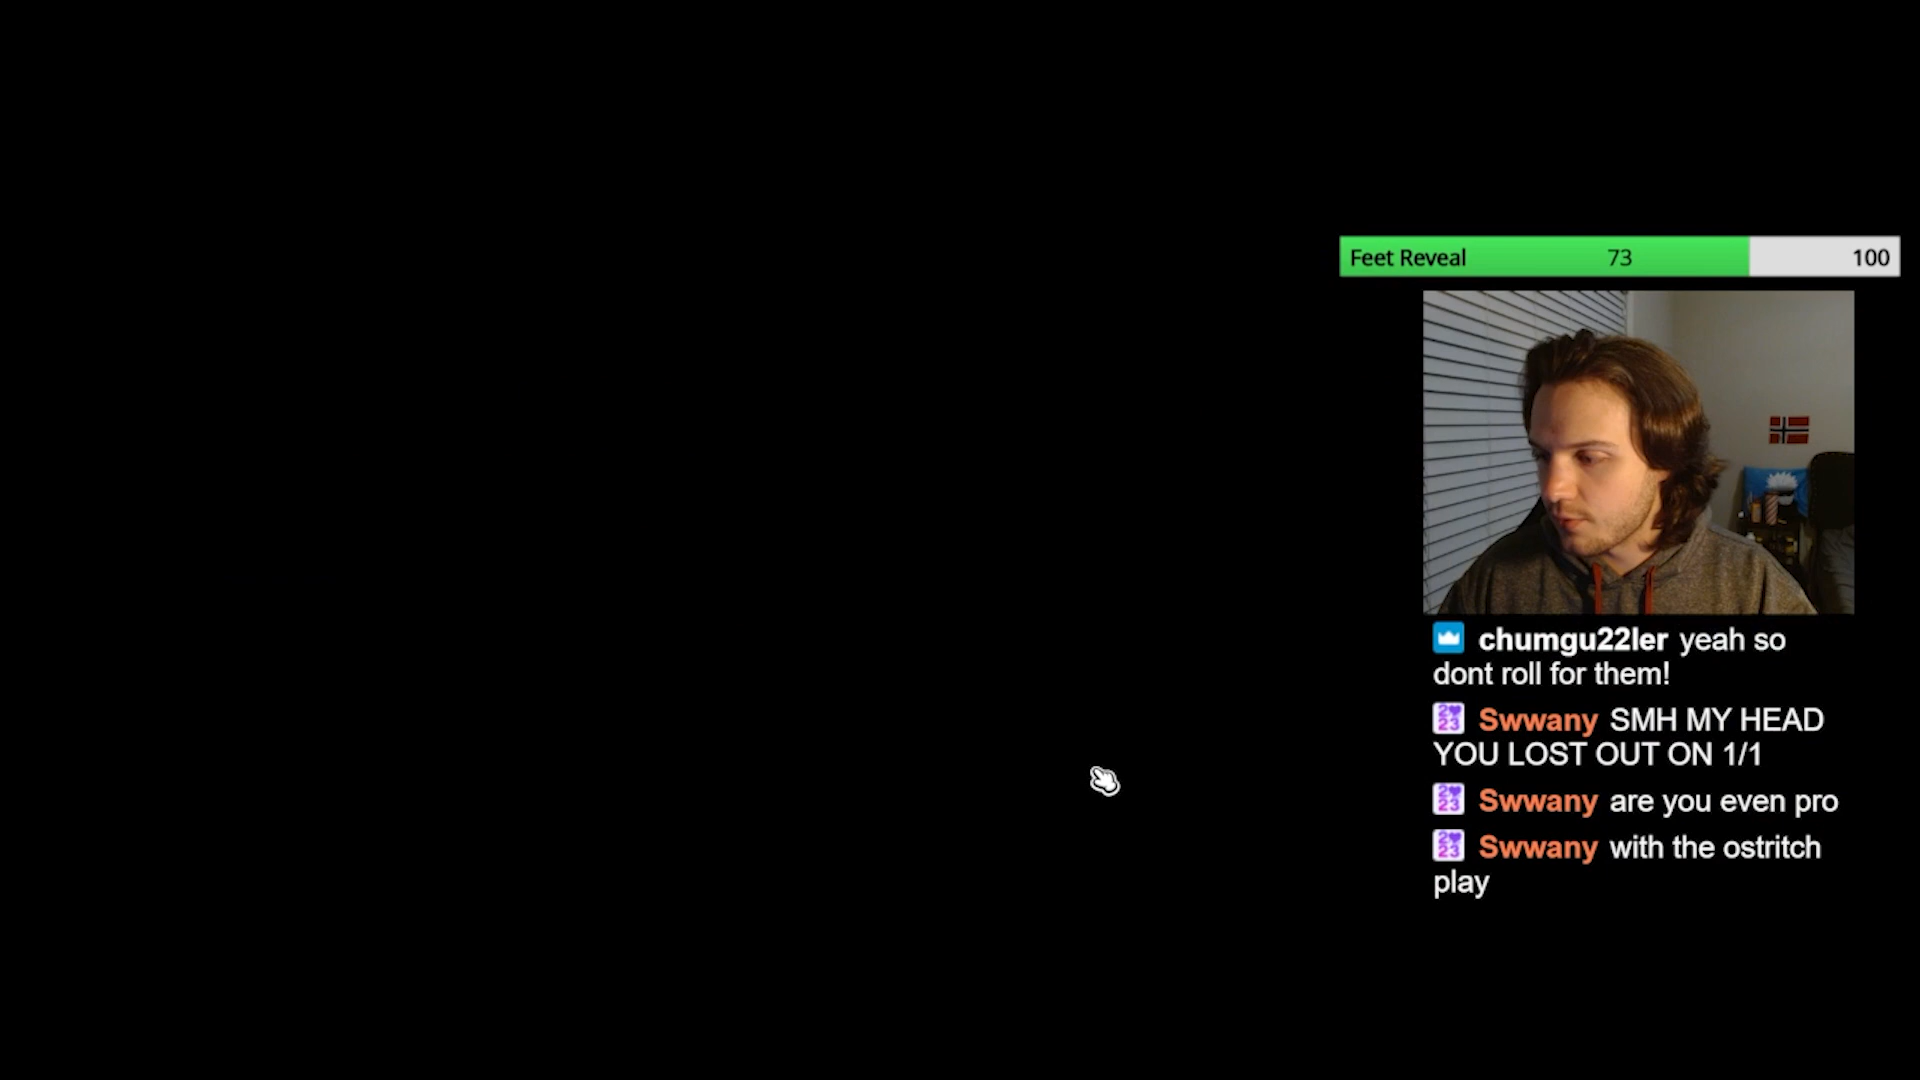 Feet Reveal 73 100
chumgu22ler yeah so
dont roll for them!
Swwany SMH MY HEAD
YOU LOST OUT ON 1/1
Swwany are you even pro
Swwany with the ostritch
play